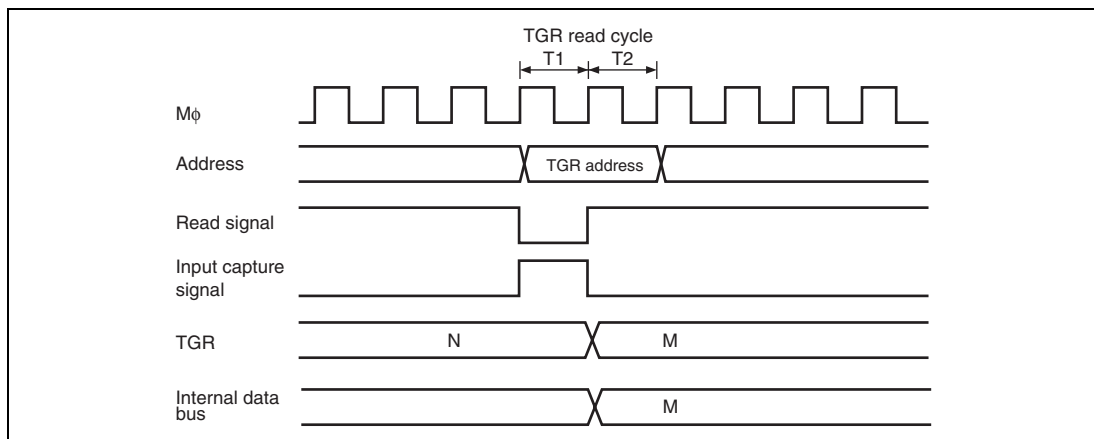 TGR read cycle
T1 T2
Mϕ
Address
TGR address
Read signal
Input capture
signal
TGR
N
M
Internal data
bus
M